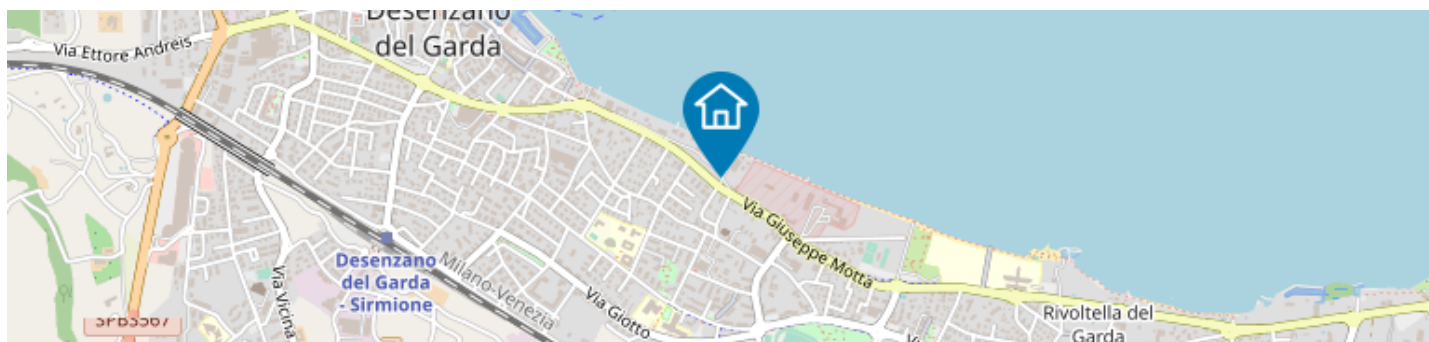 Desenzano
del Garda
Via Ettore Andreis
Via Giuseppe Motta
Desenzano
del Garda
- Sirmione
Milano-Venezia
Via Vicina
Via Giotto
Rivoltella del
Garda